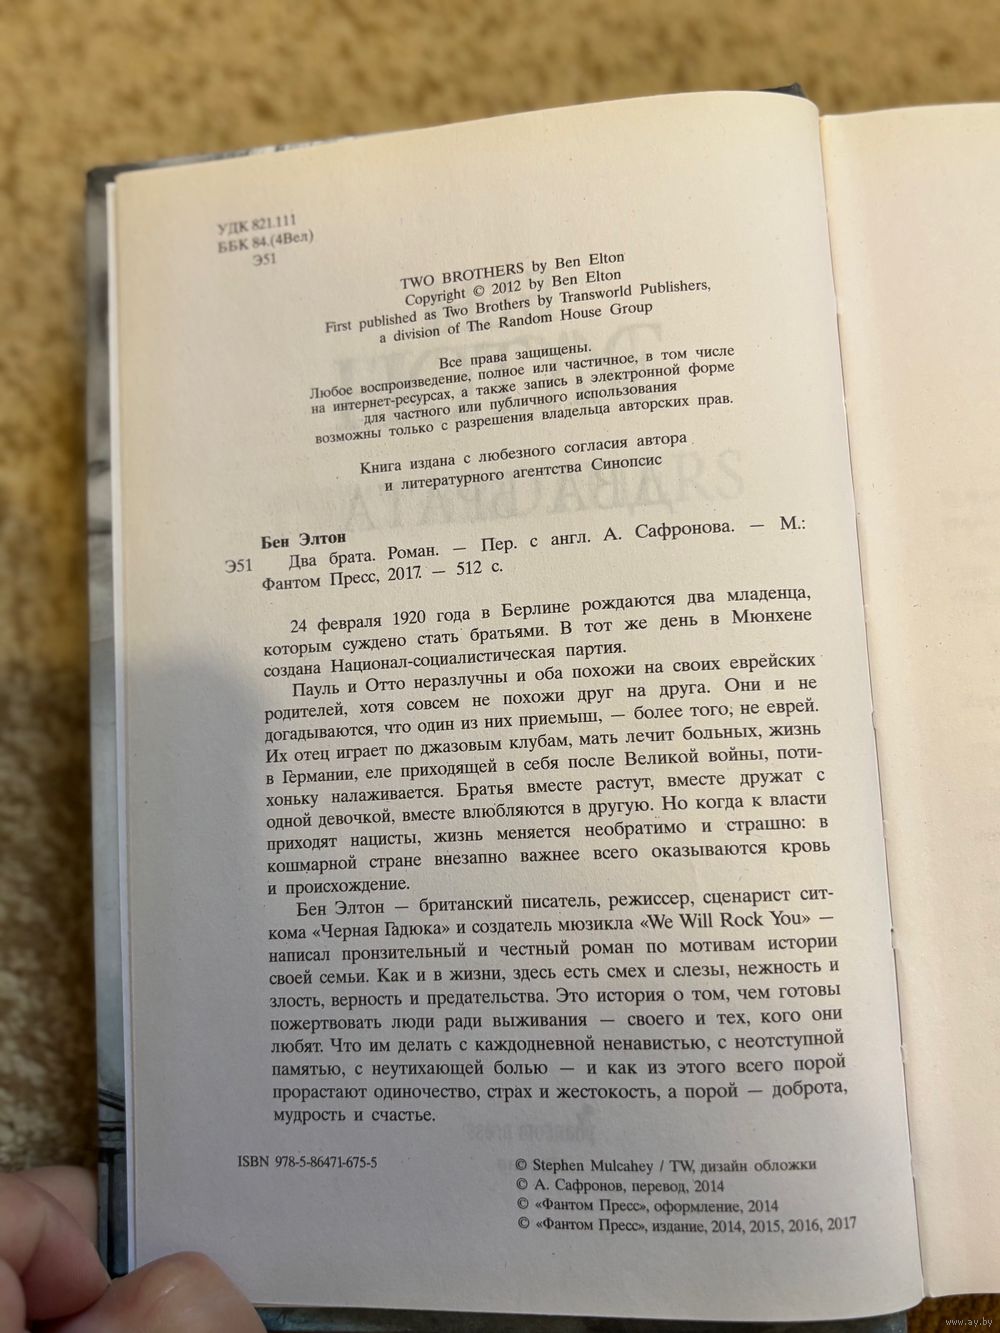 УДК 821.111
ББК 84.(4Вел)
Э51
TWO BROTHERS by Ben Elton
Copyright © 2012 by Ben Elton
First published as Two Brothers by Transworld Publishers,
a division of The Random House Group
Все права защищены.
Любое воспроизведение, полное или частичное, в том числе
на интернет-ресурсах, а также запись в электронной форме
для частного или публичного использования
возможны только с разрешения владельца авторских прав.
Книга издана с любезного согласия автора
и литературного агентства Синопсис
Бен Элтон
Э51 Два брата. Роман. — Пер. с англ. А. Сафронова. — М.:
Фантом Пресс, 2017. — 512 с.
24 февраля 1920 года в Берлине рождаются два младенца,
которым суждено стать братьями. В тот же день в Мюнхене
создана Национал-социалистическая партия.
Пауль и Отто неразлучны и оба похожи на своих еврейских
родителей, хотя совсем не похожи друг на друга. Они и не
догадываются, что один из них приемыш, — более того, не еврей.
Их отец играет по джазовым клубам, мать лечит больных, жизнь
в Германии, еле приходящей в себя после Великой войны, поти-
хоньку налаживается. Братья вместе растут, вместе дружат с
одной девочкой, вместе влюбляются в другую. Но когда к власти
приходят нацисты, жизнь меняется необратимо и страшно: в
кошмарной стране внезапно важнее всего оказываются кровь
и происхождение.
Бен Элтон — британский писатель, режиссер, сценарист сит-
кома «Черная Гадюка» и создатель мюзикла «We Will Rock You» —
написал пронзительный и честный роман по мотивам истории
своей семьи. Как и в жизни, здесь есть смех и слезы, нежность и
злость, верность и предательства. Это история о том, чем готовы
пожертвовать люди ради выживания — своего и тех, кого они
любят. Что им делать с каждодневной ненавистью, с неотступной
памятью, с неутихающей болью — и как из этого всего порой
прорастают одиночество, страх и жестокость, а порой — доброта,
мудрость и счастье.
ISBN 978-5-86471-675-5
© Stephen Mulcahey / TW, дизайн обложки
© А. Сафронов, перевод, 2014
© «Фантом Пресс», оформление, 2014
© «Фантом Пресс», издание, 2014, 2015, 2016, 2017
www.ay.by